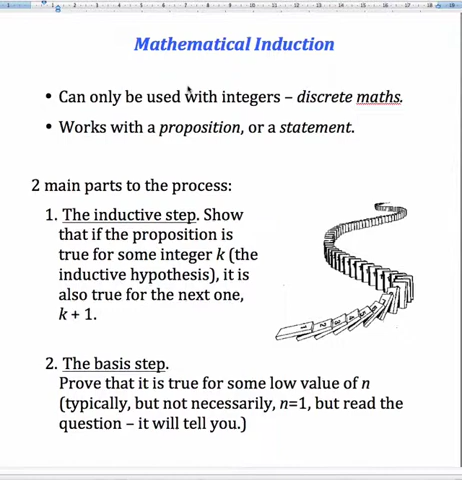 Mathematical Induction
• Can only be used with integers – discrete maths.
• Works with a proposition, or a statement.
2 main parts to the process:
1. The inductive step. Show
that if the proposition is
true for some integer k (the
inductive hypothesis), it is
also true for the next one,
k + 1.
2. The basis step.
Prove that it is true for some low value of n
(typically, but not necessarily, n=1, but read the
question – it will tell you.)